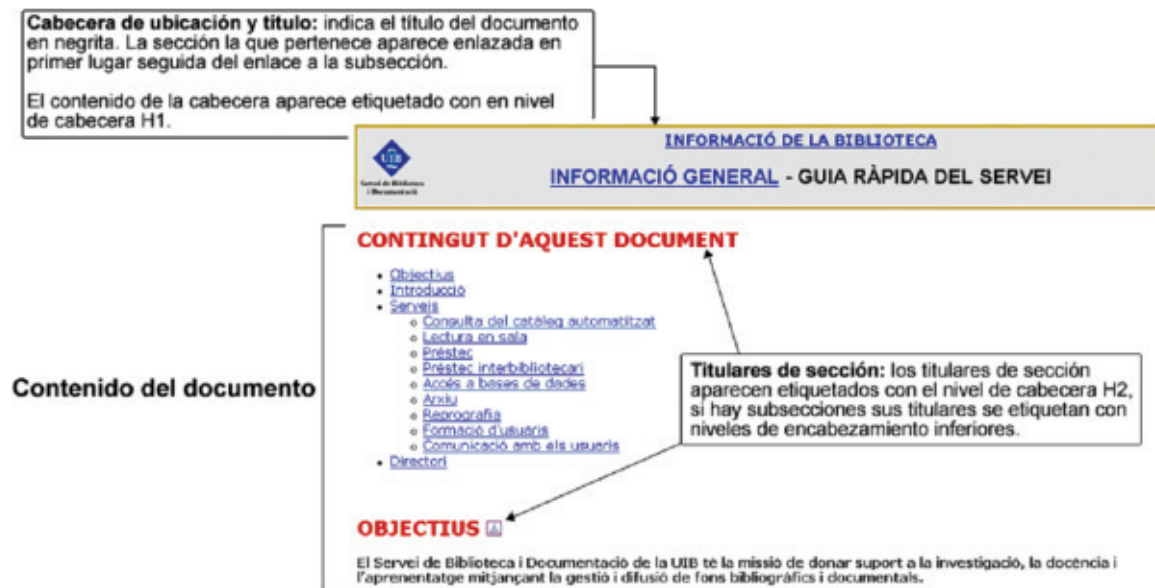 Cabecera de ubicación y titulo: indica el título del documento
en negrita. La sección la que pertenece aparece enlazada en
primer lugar seguida del enlace a la subsección.
El contenido de la cabecera aparece etiquetado con en nivel
de cabecera H1.
INFORMACIÓ DE LA BIBLIOTECA
UIB
Servei de Biblioteca
i Documentació
INFORMACIÓ GENERAL - GUIA RÀPIDA DEL SERVEI
CONTINGUT D'AQUEST DOCUMENT
Objectius
Introducció
Serveis
Consulta del catàleg automatitzat
Lectura en sala
Préstec
Préstec interbibliotecari
Accés a bases de dades
Arxiu
Reprografia
Formació d'usuaris
Comunicació amb els usuaris
Directori
Contenido del documento
Titulares de sección: los titulares de sección
aparecen etiquetados con el nivel de cabecera H2,
si hay subsecciones sus titulares se etiquetan con
niveles de encabezamiento inferiores.
OBJECTIUS
El Servei de Biblioteca i Documentació de la UIB té la missió de donar suport a la investigació, la docència i
l'aprenentatge mitjançant la gestió i difusió de fons bibliogràfics i documentals.